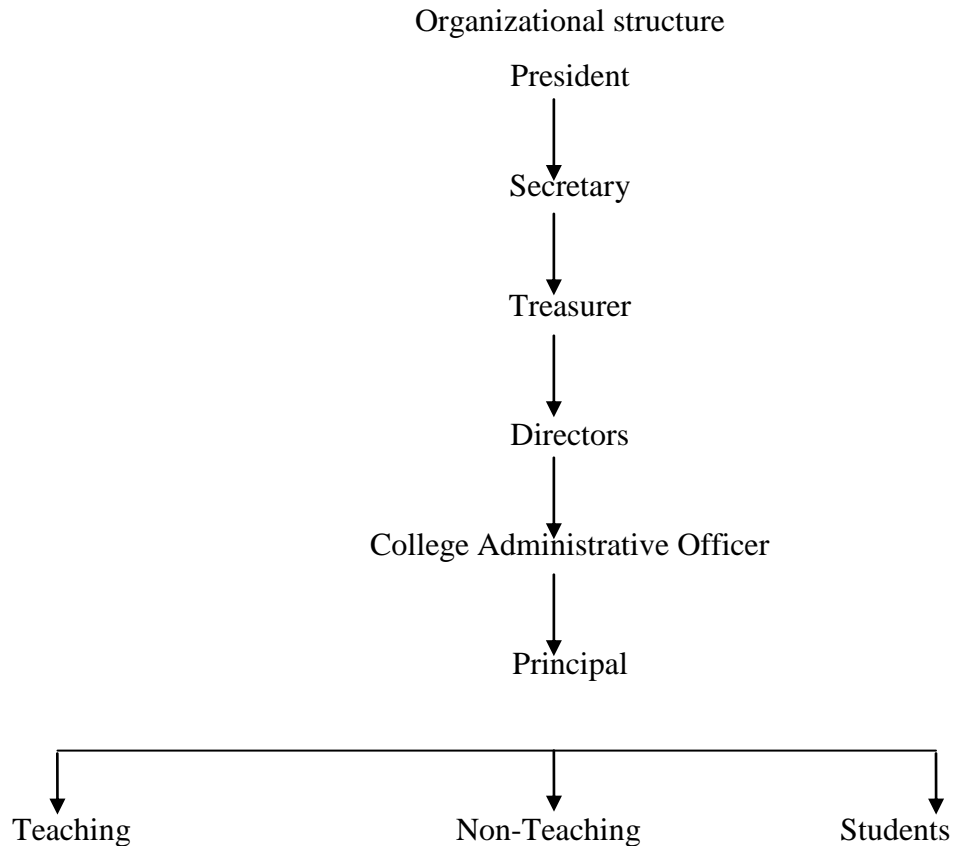 Organizational structure
President
Secretary
Treasurer
Directors
College Administrative Officer
Principal
Teaching Non-Teaching Students